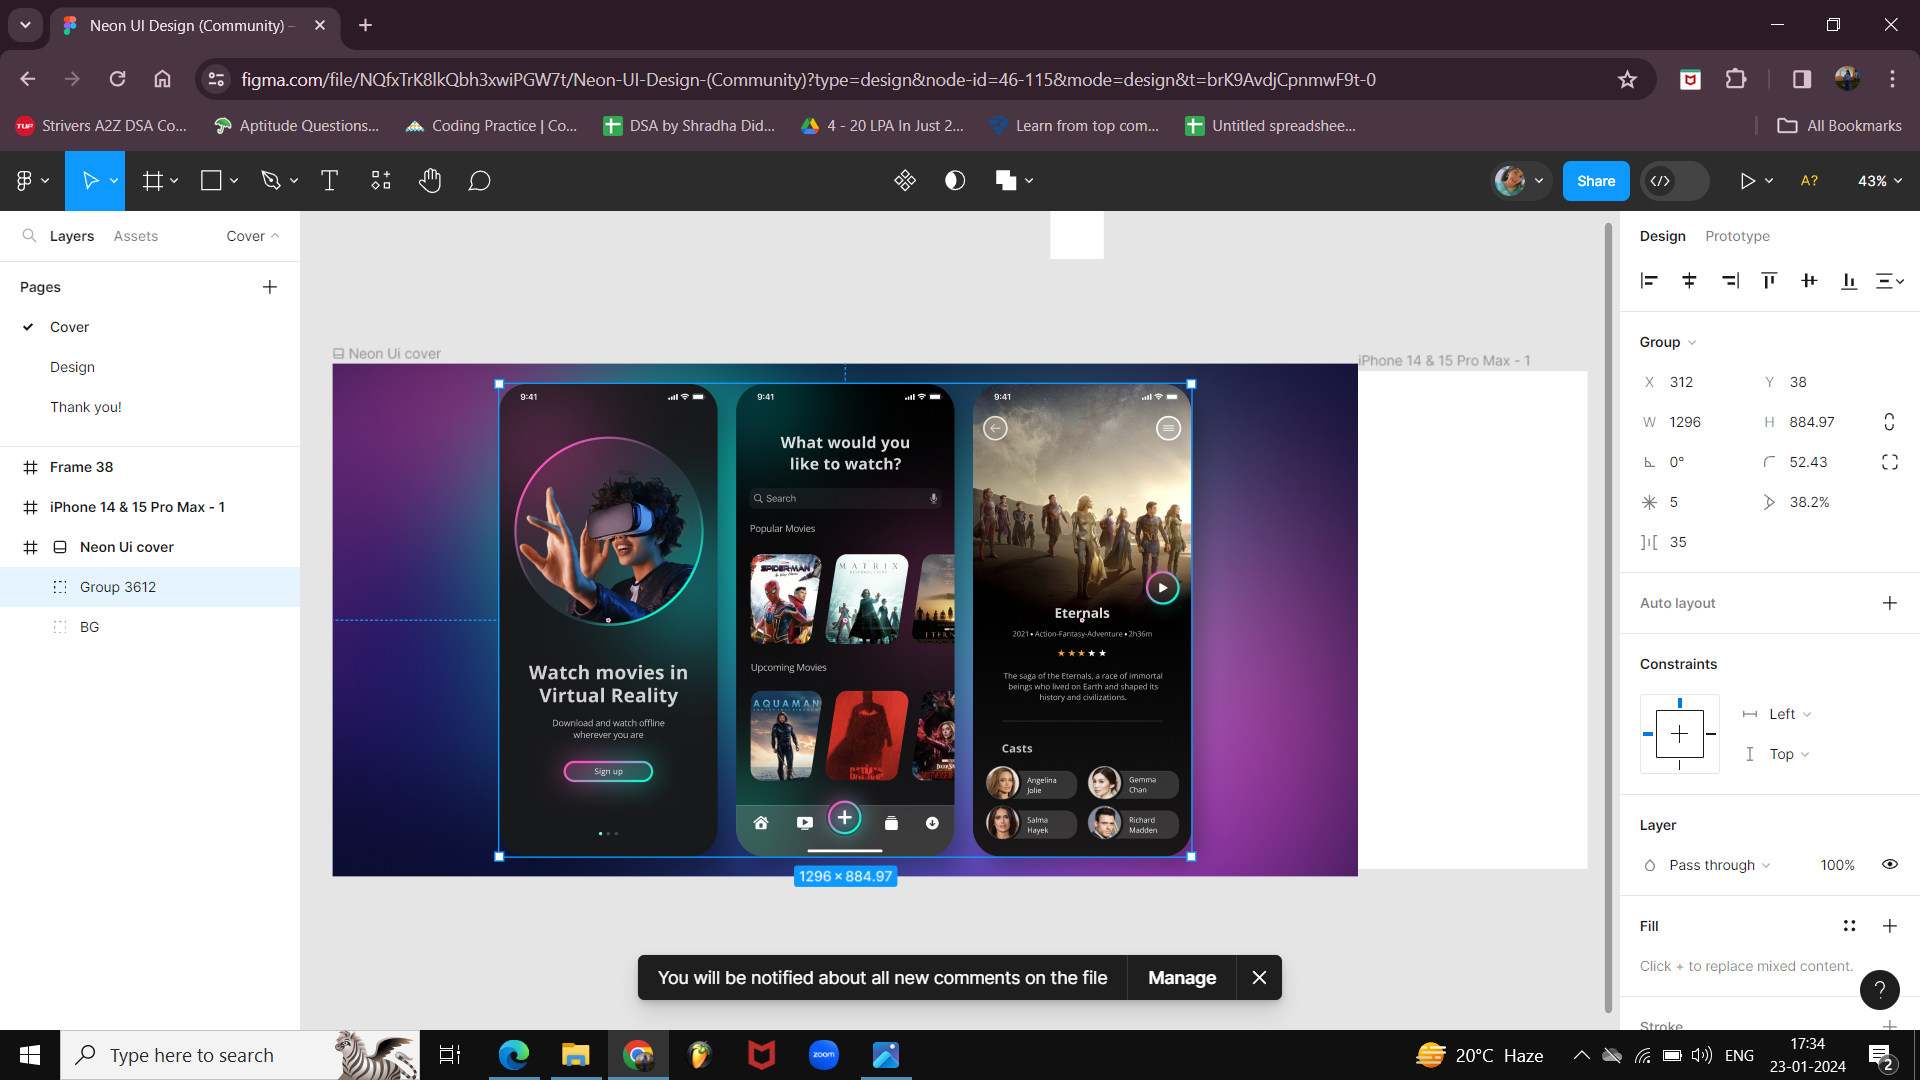 Neon UI Design (Community) –
figma.com/file/NQfxTrK8lkQbh3xwiPGW7t/Neon-UI-Design-(Community)?type=design&node-id=46-115&mode=design&t=brK9AvdjCpnmwF9t-0
TUF Strivers A2Z DSA Co...
Aptitude Questions...
Coding Practice | Co...
DSA by Shradha Did...
4 - 20 LPA In Just 2...
Learn from top com...
Untitled spreadshee...
All Bookmarks
Share
A?
43%
Layers
Assets
Cover
Pages
Cover
Design
Thank you!
Frame 38
iPhone 14 & 15 Pro Max - 1
Neon Ui cover
Group 3612
BG
Neon Ui cover
iPhone 14 & 15 Pro Max - 1
9:41
Watch movies in
Virtual Reality
Download and watch offline
wherever you are
Sign up
9:41
What would you
like to watch?
Search
Popular Movies
SPIDER-MAN
MATRIX
ETERN
Upcoming Movies
AQUAMAN
9:41
Eternals
2021 • Action-Fantasy-Adventure • 2h36m
The saga of the Eternals, a race of immortal
beings who lived on Earth and shaped its
history and civilizations.
Casts
Angelina
Jolie
Gemma
Chan
Salma
Hayek
Richard
Madden
1296 × 884.97
You will be notified about all new comments on the file
Manage
Design
Prototype
Group
X 312
Y 38
W 1296
H 884.97
0°
52.43
5
38.2%
35
Auto layout
Constraints
Left
Top
Layer
Pass through
100%
Fill
Click + to replace mixed content.
Stroke
?
Type here to search
zoom
20°C Haze
ENG
17:34
23-01-2024
2